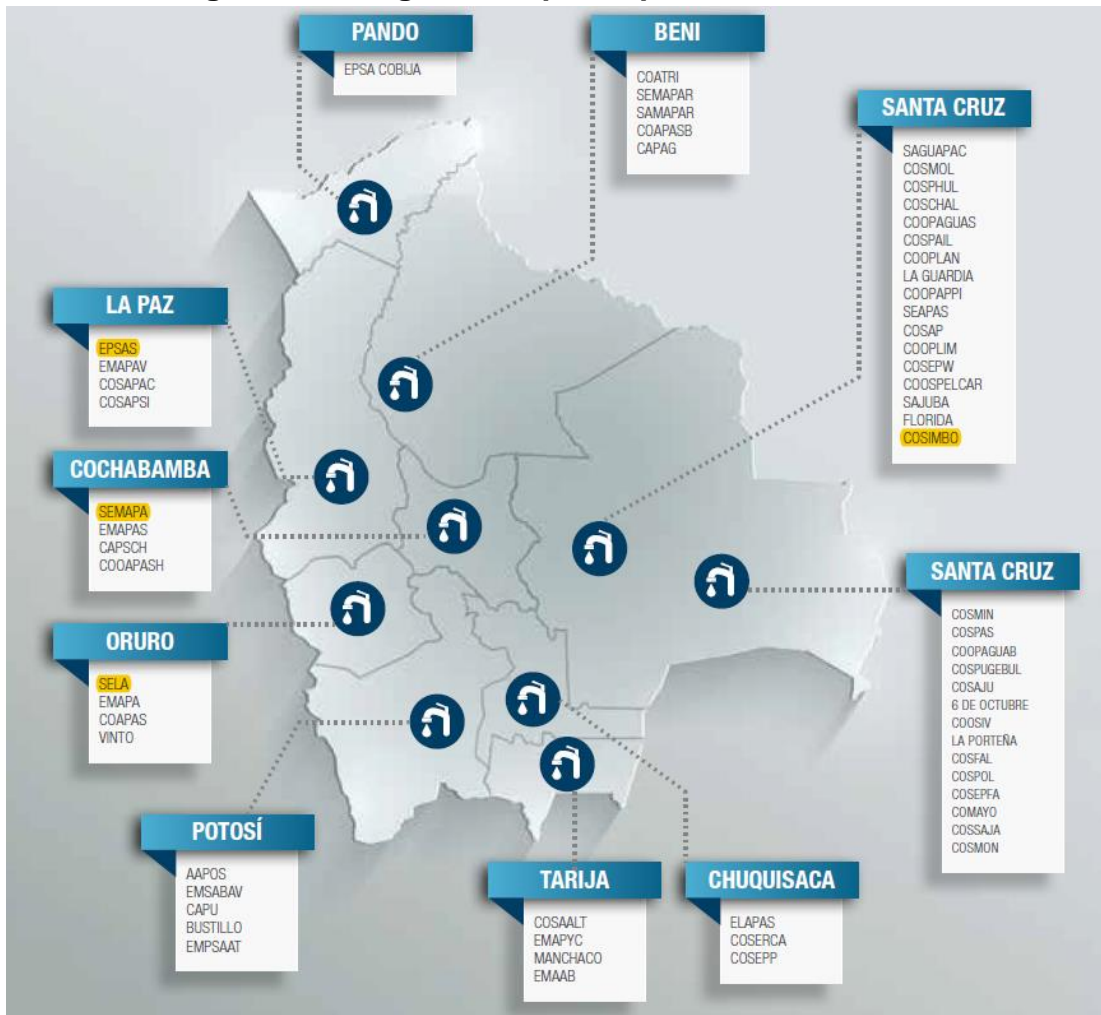 PANDO
EPSA COBIJA
BENI
COATRI
SEMAPAR
SAMAPAR
COAPASB
CAPAG
SANTA CRUZ
SAGUAPAC
COSMOL
COSPHUL
COSCHAL
COOPAGUAS
COSPAIL
COOPLAN
LA GUARDIA
COOPAPPI
SEAPAS
COSAP
COOPLIM
COSEPW
COOSPELCAR
SAJUBA
FLORIDA
COSIMBO
LA PAZ
EPSAS
EMAPAV
COSAPAC
COSAPSI
COCHABAMBA
SEMAPA
EMAPAS
CAPSCH
COOAPASH
ORURO
SELA
EMAPA
COAPAS
VINTO
SANTA CRUZ
COSMIN
COSPAS
COOPAGUAB
COSPUGEBUL
COSAJU
6 DE OCTUBRE
COOSIV
LA PORTEÑA
COSFAL
COSPOL
COSEPFA
COMAYO
COSSAJA
COSMON
POTOSÍ
AAPOS
EMSABAV
CAPU
BUSTILLO
EMPSAAT
TARIJA
COSAALT
EMAPYC
MANCHACO
EMAAB
CHUQUISACA
ELAPAS
COSERCA
COSEPP